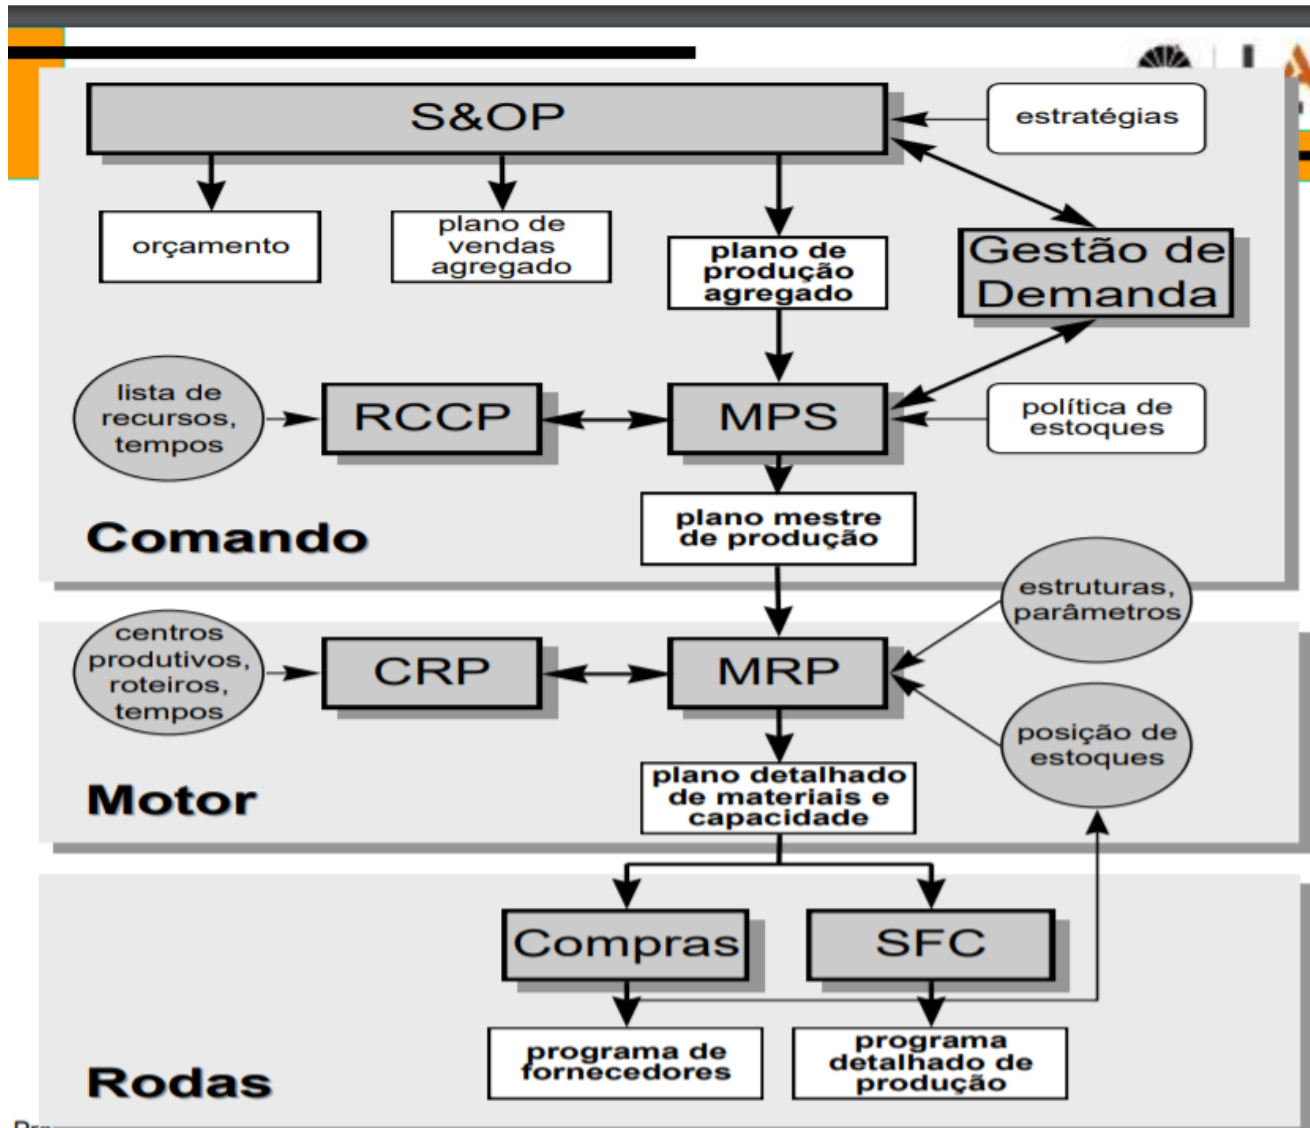 S&OP
estratégias
orçamento
plano de
vendas
agregado
plano de
produção
agregado
Gestão de
Demanda
lista de
recursos,
tempos
RCCP
MPS
política de
estoques
plano mestre
de produção
Comando
estruturas,
parâmetros
centros
produtivos,
roteiros,
tempos
CRP
MRP
posição de
estoques
plano detalhado
de materiais e
capacidade
Motor
Compras
SFC
programa de
fornecedores
programa
detalhado de
produção
Rodas